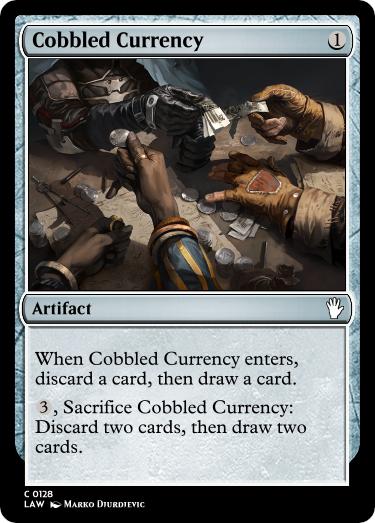 Cobbled Currency 1
Artifact
When Cobbled Currency enters,
discard a card, then draw a card.
3, Sacrifice Cobbled Currency:
Discard two cards, then draw two
cards.
C 0128
LAW Marko Djurdjevic